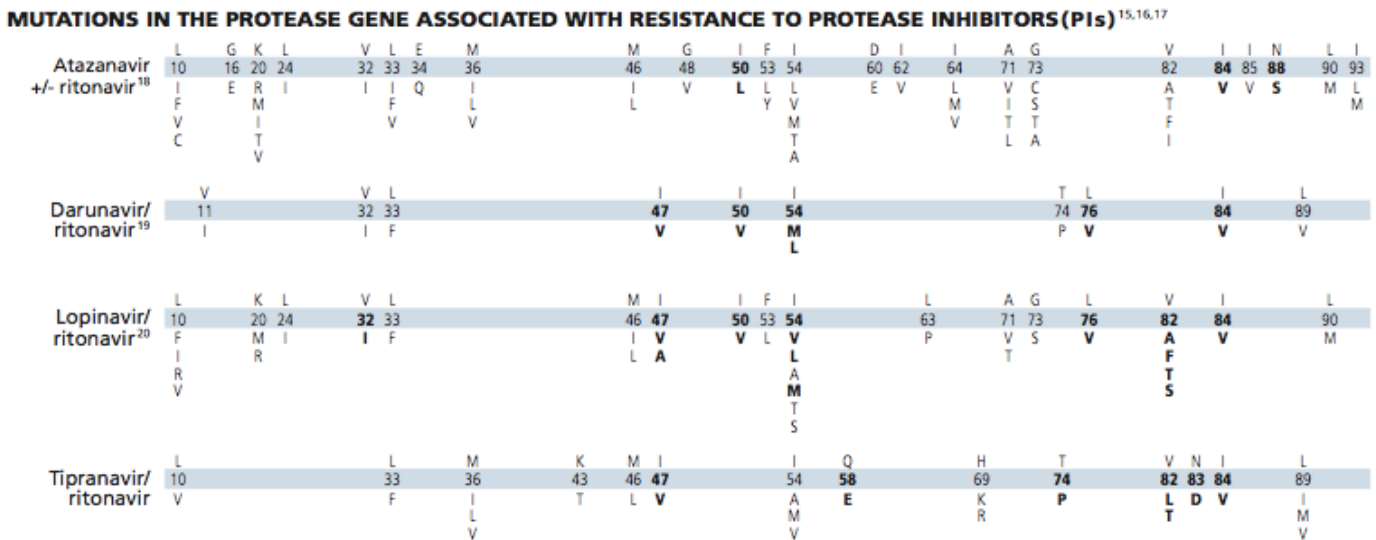 MUTATIONS IN THE PROTEASE GENE ASSOCIATED WITH RESISTANCE TO PROTEASE INHIBITORS (PIs)15,16,17
L G K L V L E M M G I F I D I I A G V I I N L I
Atazanavir 10 16 20 24 32 33 34 36 46 48 50 53 54 60 62 64 71 73 82 84 85 88 90 93
+/- ritonavir18 I E R I I I Q I I V L L L E V L V C A V V S M L
F M F L L Y V M I S T M
V I V V M V T T F
C T T L A I
V A
V V L I I I T L I L
Darunavir/ 11 32 33 47 50 54 74 76 84 89
ritonavir19 I I F V V M P V V V
L
L K L V L M I I F I L A G L V I L
Lopinavir/ 10 20 24 32 33 46 47 50 53 54 63 71 73 76 82 84 90
ritonavir20 F M I I F I V V L V P V S V A V M
I R L A L T F
R A T
V M S
T
S
L L M K M I I Q H T V N I L
Tipranavir/ 10 33 36 43 46 47 54 58 69 74 82 83 84 89
ritonavir V F I T L V A E K P L D V I
L M R T M
V V V